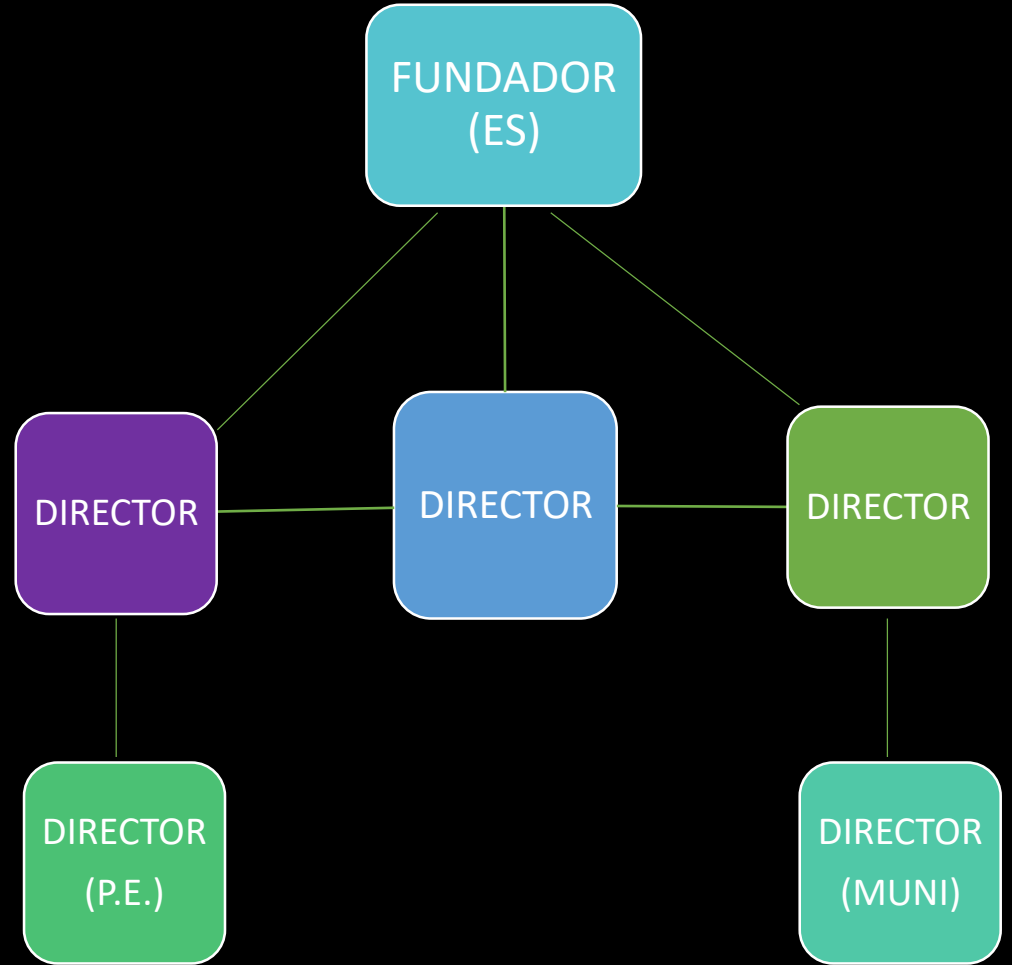 FUNDADOR
(ES)
DIRECTOR
DIRECTOR
DIRECTOR
DIRECTOR
(P.E.)
DIRECTOR
(MUNI)